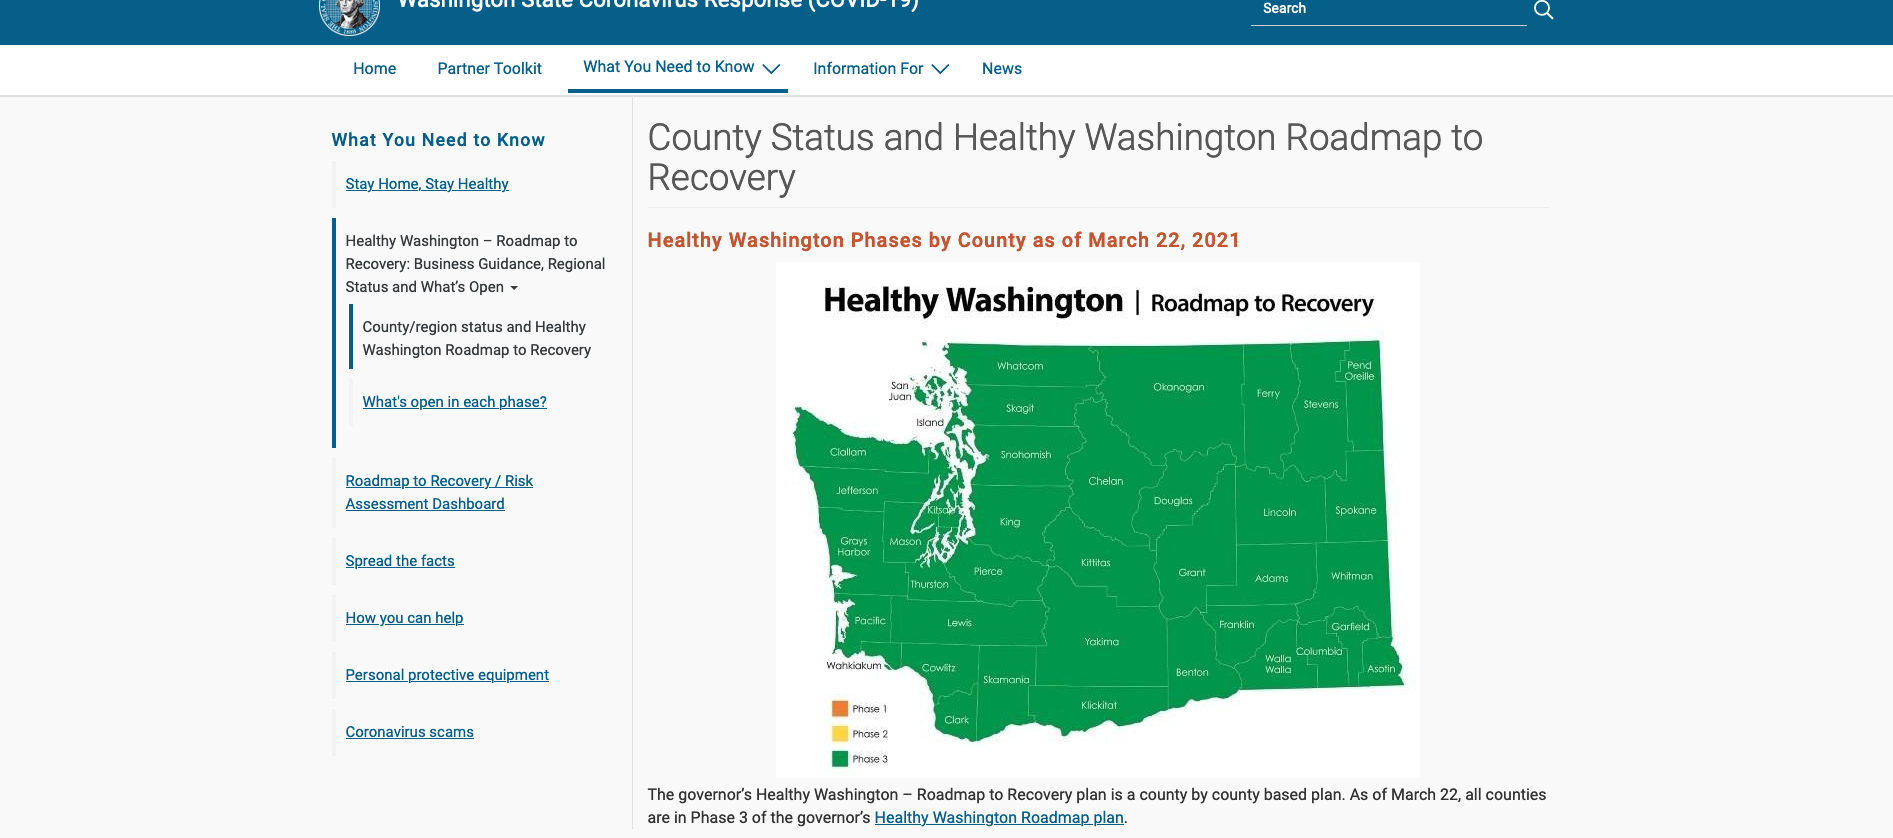 Washington State Coronavirus Response (COVID-19)
Search
Home
Partner Toolkit
What You Need to Know
Information For
News
What You Need to Know
Stay Home, Stay Healthy
Healthy Washington – Roadmap to
Recovery: Business Guidance, Regional
Status and What's Open
County/region status and Healthy
Washington Roadmap to Recovery
What's open in each phase?
Roadmap to Recovery / Risk
Assessment Dashboard
Spread the facts
How you can help
Personal protective equipment
Coronavirus scams
County Status and Healthy Washington Roadmap to
Recovery
Healthy Washington Phases by County as of March 22, 2021
Healthy Washington | Roadmap to Recovery
Whatcom
San
Juan
Skagit
Island
Okanogan
Ferry
Stevens
Pend
Oreille
Clallam
Snohomish
Chelan
Jefferson
Kitsap
King
Douglas
Lincoln
Spokane
Grays
Harbor
Mason
Pierce
Kittitas
Grant
Adams
Whitman
Thurston
Pacific
Lewis
Yakima
Franklin
Garfield
Columbia
Walla
Walla
Asotin
Benton
Wahkiakum
Cowlitz
Skamania
Klickitat
Clark
Phase 1
Phase 2
Phase 3
The governor's Healthy Washington – Roadmap to Recovery plan is a county by county based plan. As of March 22, all counties
are in Phase 3 of the governor's Healthy Washington Roadmap plan.